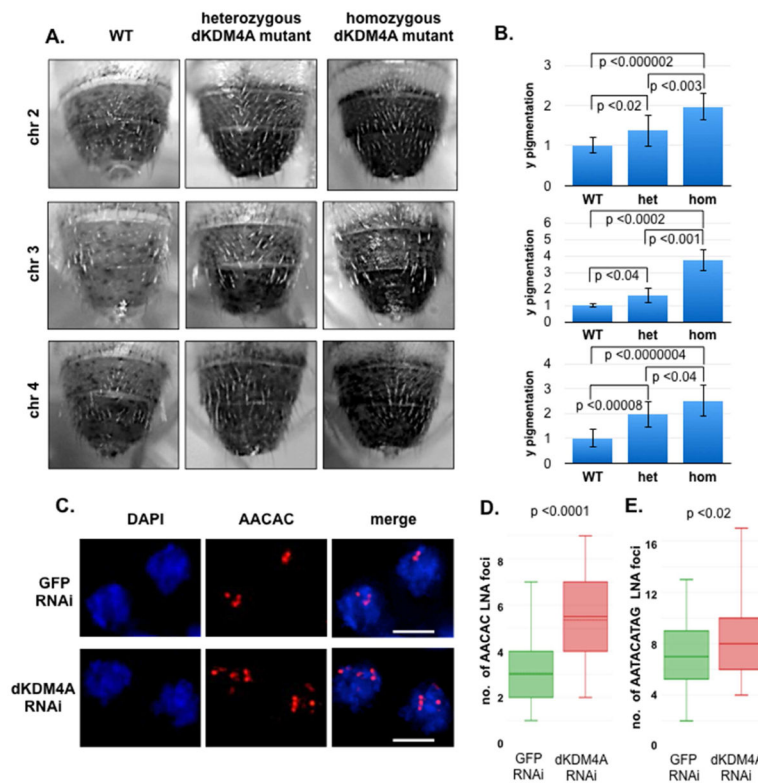 A.
WT
heterozygous
dKDM4A mutant
homozygous
dKDM4A mutant
chr 2
chr 3
chr 4
B.
p <0.000002
p <0.003
p <0.02
y pigmentation
3
2
1
0
WT het hom
p <0.0002
p <0.001
p <0.04
y pigmentation
6
5
4
3
2
1
0
WT het hom
p <0.0000004
p <0.04
p <0.00008
y pigmentation
4
3
2
1
0
WT het hom
C.
DAPI AACAC merge
GFP
RNAi
dKDM4A
RNAi
D.
p <0.0001
no. of AACAC LNA foci
8
6
4
2
0
GFP
RNAi
dKDM4A
RNAi
E.
p <0.02
no. of AATACATAG LNA foci
16
12
8
4
0
GFP
RNAi
dKDM4A
RNAi